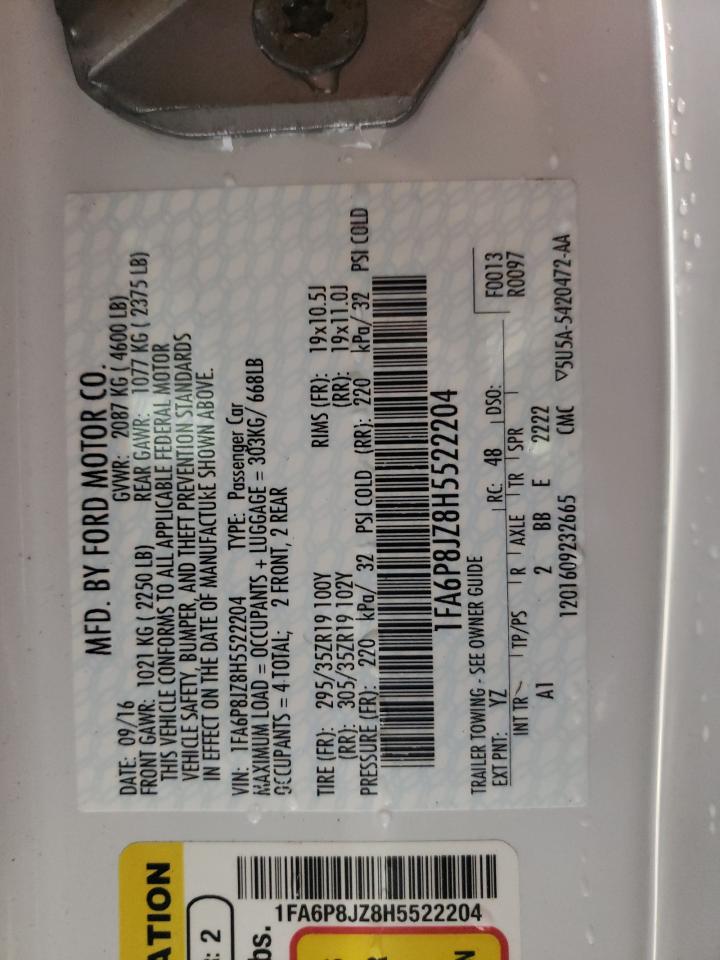 MFD. BY FORD MOTOR CO.
DATE: 09/16 GVWR: 2087 KG ( 4600 LB)
FRONT GAWR: 1021 KG ( 2250 LB) REAR GAWR: 1077 KG ( 2375 LB)
THIS VEHICLE CONFORMS TO ALL APPLICABLE FEDERAL MOTOR
VEHICLE SAFETY, BUMPER, AND THEFT PREVENTION STANDARDS
IN EFFECT ON THE DATE OF MANUFACTURE SHOWN ABOVE.
VIN: 1FA6P8JZ8H5522204 TYPE: Passenger Car
MAXIMUM LOAD = OCCUPANTS + LUGGAGE = 303KG/ 668LB
OCCUPANTS = 4 TOTAL; 2 FRONT, 2 REAR
TIRE (FR): 295/35ZR19 100Y RIMS (FR): 19x10.5J
(RR): 305/35ZR19 102Y (RR): 19x11.0J
PRESSURE (FR): 220 kPa/ 32 PSI COLD (RR): 220 kPa/ 32 PSI COLD
1FA6P8JZ8H5522204
TRAILER TOWING - SEE OWNER GUIDE
EXT PNT: YZ RC: 48 DSO: F0013
R0097
INT TR TP/PS R AXLE TR SPR
A1 2 BB E 2222
1201609232665 CMC ▽5U5A-5420472-AA
ATION
: 2
bs.
1FA6P8JZ8H5522204